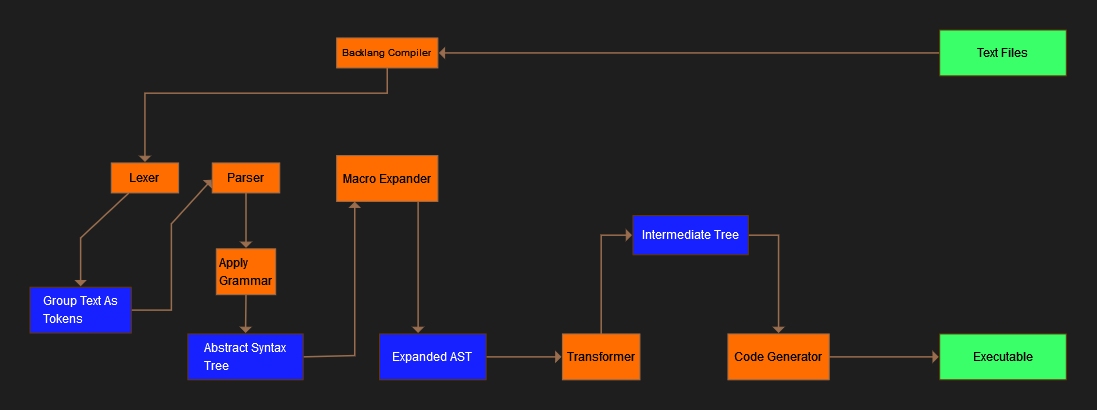 Backlang Compiler
Text Files
Lexer
Parser
Macro Expander
Apply
Grammar
Intermediate Tree
Group Text As
Tokens
Abstract Syntax
Tree
Expanded AST
Transformer
Code Generator
Executable